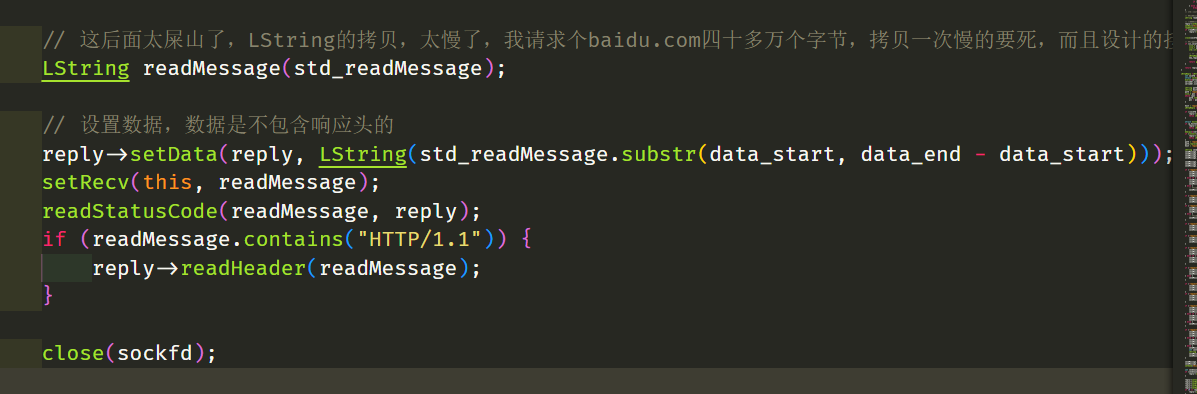 // 这后面太屎山了，LString的拷贝，太慢了，我请求个baidu.com四十多万个字节，拷贝一次慢的要死，而且设计的
LString readMessage(std_readMessage);
// 设置数据，数据是不包含响应头的
reply->setData(reply, LString(std_readMessage.substr(data_start, data_end - data_start)));
setRecv(this, readMessage);
readStatusCode(readMessage, reply);
if (readMessage.contains("HTTP/1.1")) {
    reply->readHeader(readMessage);
}
close(sockfd);